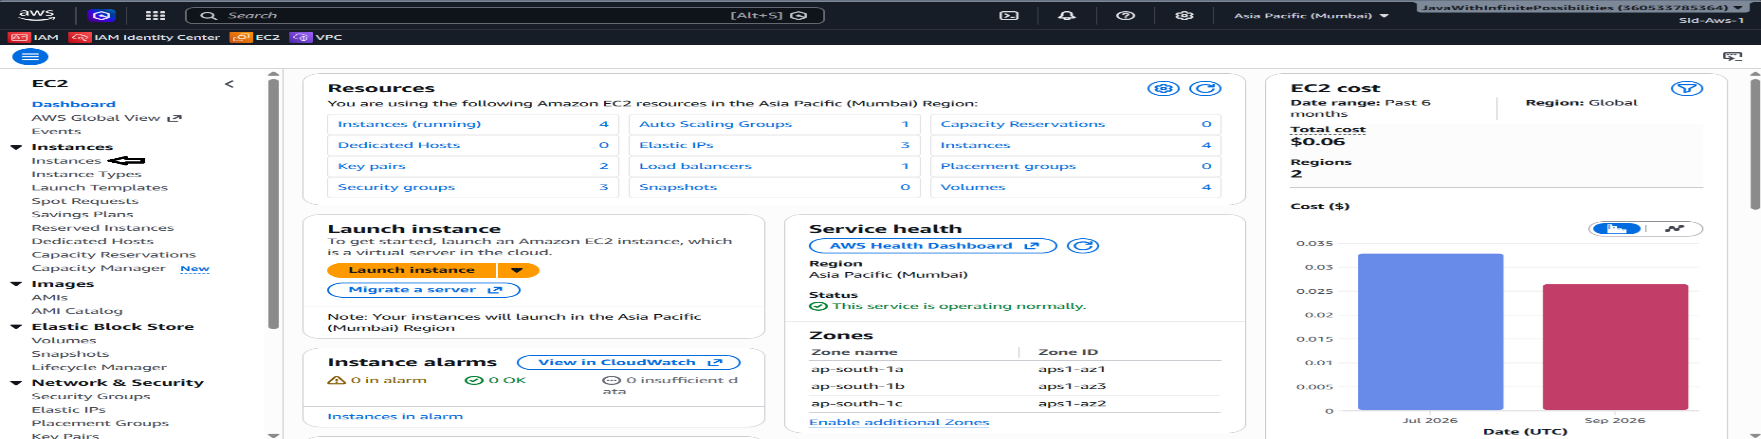 aws
Search
[Alt+S]
Asia Pacific (Mumbai)
JavaWithInfinitePossibilities (360533785364)
Sid-Aws-1
IAM
IAM Identity Center
EC2
VPC
EC2
Dashboard
AWS Global View
Events
Instances
Instances
Instance Types
Launch Templates
Spot Requests
Savings Plans
Reserved Instances
Dedicated Hosts
Capacity Reservations
Capacity Manager New
Images
AMIs
AMI Catalog
Elastic Block Store
Volumes
Snapshots
Lifecycle Manager
Network & Security
Security Groups
Elastic IPs
Placement Groups
Key Pairs
Resources
You are using the following Amazon EC2 resources in the Asia Pacific (Mumbai) Region:
Instances (running) 4
Auto Scaling Groups 1
Capacity Reservations 0
Dedicated Hosts 0
Elastic IPs 3
Instances 4
Key pairs 2
Load balancers 1
Placement groups 0
Security groups 3
Snapshots 0
Volumes 4
Launch instance
To get started, launch an Amazon EC2 instance, which
is a virtual server in the cloud.
Launch instance
Migrate a server
Note: Your instances will launch in the Asia Pacific
(Mumbai) Region
Instance alarms
View in CloudWatch
0 in alarm
0 OK
0 insufficient d
ata
Instances in alarm
Service health
AWS Health Dashboard
Region
Asia Pacific (Mumbai)
Status
This service is operating normally.
Zones
Zone name Zone ID
ap-south-1a aps1-az1
ap-south-1b aps1-az3
ap-south-1c aps1-az2
Enable additional Zones
EC2 cost
Date range: Past 6
months
Region: Global
Total cost
$0.06
Regions
2
Cost ($)
0.035
0.03
0.025
0.02
0.015
0.01
0.005
0
Jul 2026
Sep 2026
Date (UTC)